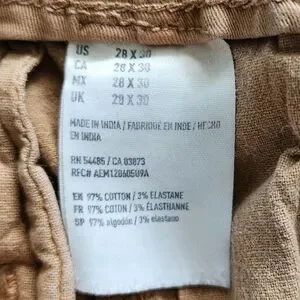 US 28 X 30
CA 28 X 30
MX 28 X 30
UK 28 X 30
MADE IN INDIA / FABRIQUÉ EN INDE / HECHO
EN INDIA
RN 54485 / CA 03073
RFC# AEM1206050UA
EN 97% COTTON / 3% ELASTANE
FR 97% COTON / 3% ÉLASTHANNE
SP 97% algodón / 3% elastano